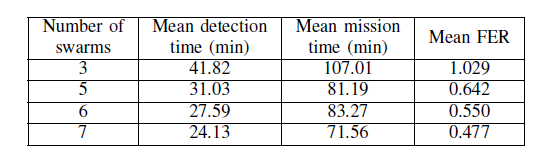 Number of swarms Mean detection time (min) Mean mission time (min) Mean FER
3 41.82 107.01 1.029
5 31.03 81.19 0.642
6 27.59 83.27 0.550
7 24.13 71.56 0.477